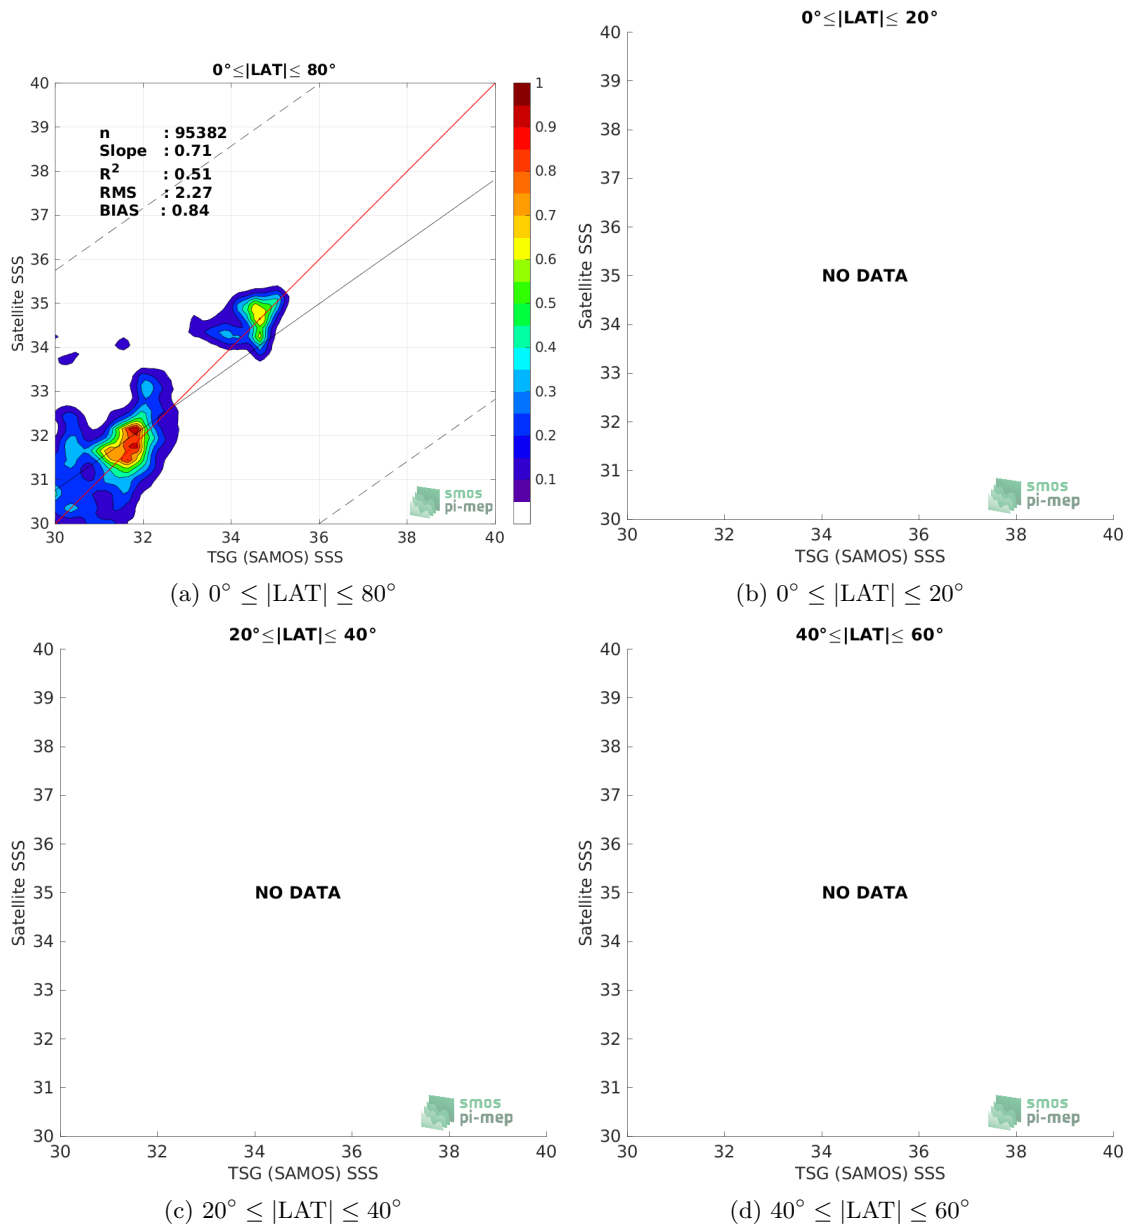 0°≤|LAT|≤ 80°
40
39
38
37
36
35
34
33
32
31
30
Satellite SSS
n : 95382
Slope : 0.71
R² : 0.51
RMS : 2.27
BIAS : 0.84
1
0.9
0.8
0.7
0.6
0.5
0.4
0.3
0.2
0.1
smos
pi-mep
30 32 34 36 38 40
TSG (SAMOS) SSS
(a) 0° ≤ |LAT| ≤ 80°
0°≤|LAT|≤ 20°
40
39
38
37
36
35
34
33
32
31
30
Satellite SSS
NO DATA
smos
pi-mep
30 32 34 36 38 40
TSG (SAMOS) SSS
(b) 0° ≤ |LAT| ≤ 20°
20°≤|LAT|≤ 40°
40
39
38
37
36
35
34
33
32
31
30
Satellite SSS
NO DATA
smos
pi-mep
30 32 34 36 38 40
TSG (SAMOS) SSS
(c) 20° ≤ |LAT| ≤ 40°
40°≤|LAT|≤ 60°
40
39
38
37
36
35
34
33
32
31
30
Satellite SSS
NO DATA
smos
pi-mep
30 32 34 36 38 40
TSG (SAMOS) SSS
(d) 40° ≤ |LAT| ≤ 60°